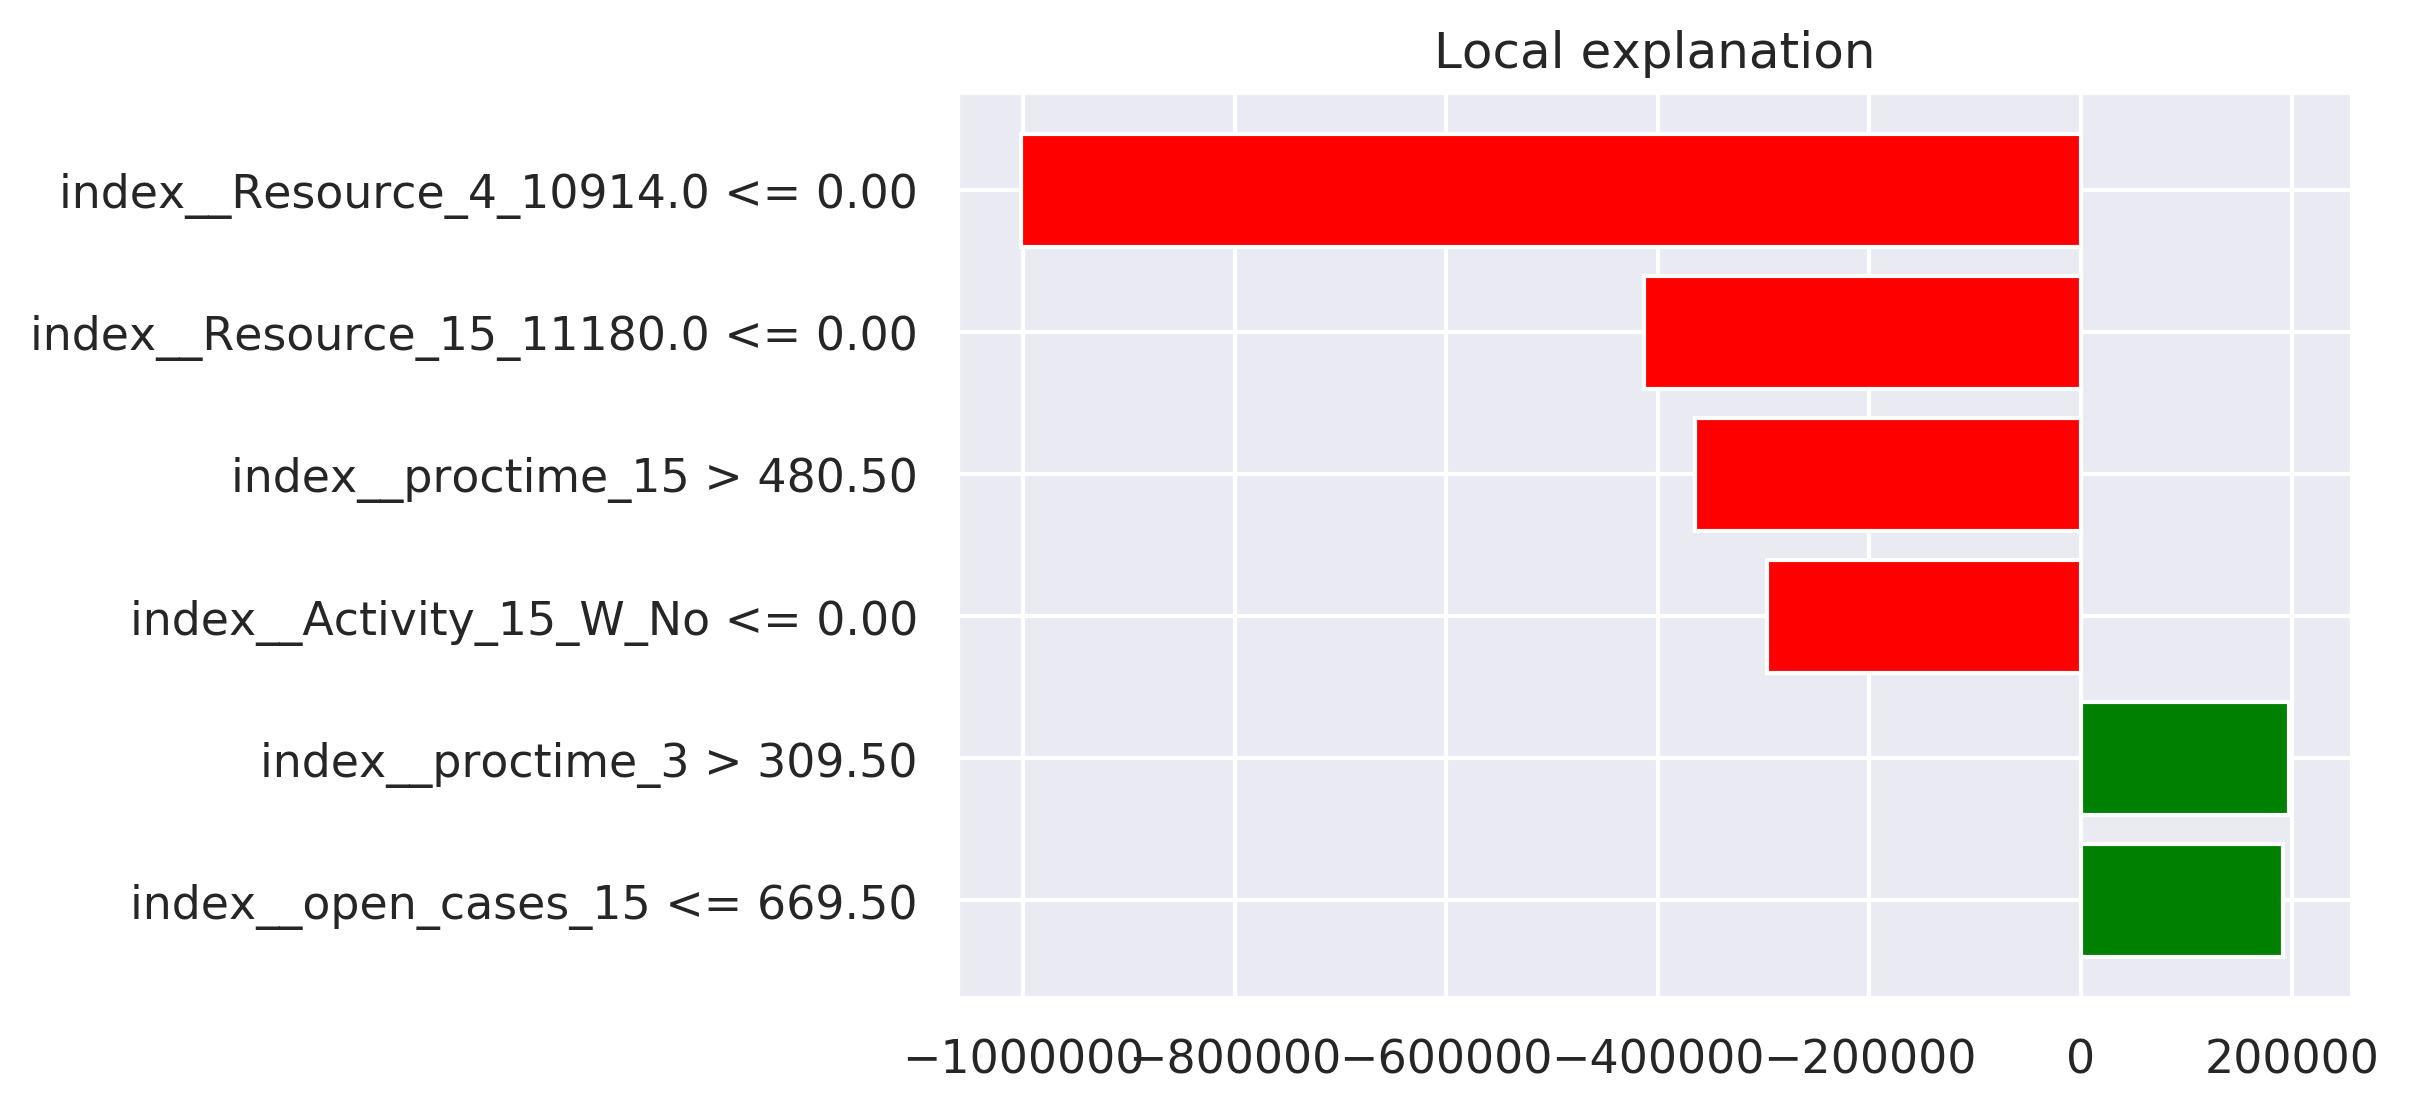 Local explanation
index__Resource_4_10914.0 <= 0.00
index__Resource_15_11180.0 <= 0.00
index__proctime_15 > 480.50
index__Activity_15_W_No <= 0.00
index__proctime_3 > 309.50
index__open_cases_15 <= 669.50
−1000000 −800000 −600000 −400000 −200000 0 200000